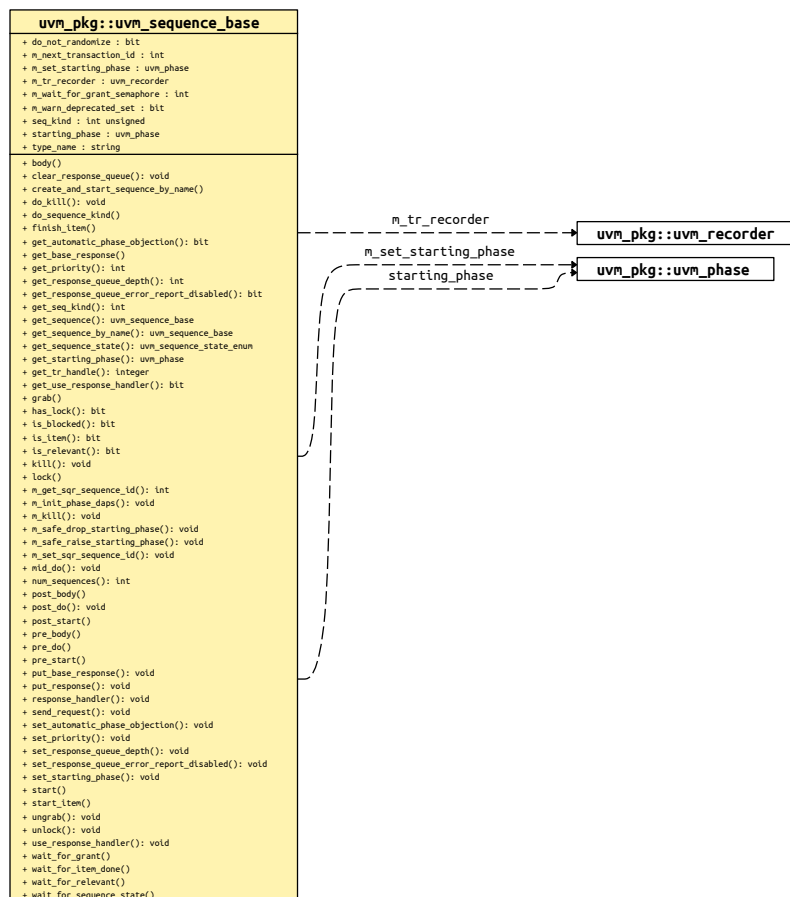 uvm_pkg::uvm_sequence_base
+ do_not_randomize : bit
+ m_next_transaction_id : int
+ m_set_starting_phase : uvm_phase
+ m_tr_recorder : uvm_recorder
+ m_wait_for_grant_semaphore : int
+ m_warn_deprecated_set : bit
+ seq_kind : int unsigned
+ starting_phase : uvm_phase
+ type_name : string
+ body()
+ clear_response_queue(): void
+ create_and_start_sequence_by_name()
+ do_kill(): void
+ do_sequence_kind()
+ finish_item()
+ get_automatic_phase_objection(): bit
+ get_base_response()
+ get_priority(): int
+ get_response_queue_depth(): int
+ get_response_queue_error_report_disabled(): bit
+ get_seq_kind(): int
+ get_sequence(): uvm_sequence_base
+ get_sequence_by_name(): uvm_sequence_base
+ get_sequence_state(): uvm_sequence_state_enum
+ get_starting_phase(): uvm_phase
+ get_tr_handle(): integer
+ get_use_response_handler(): bit
+ grab()
+ has_lock(): bit
+ is_blocked(): bit
+ is_item(): bit
+ is_relevant(): bit
+ kill(): void
+ lock()
+ m_get_sqr_sequence_id(): int
+ m_init_phase_daps(): void
+ m_kill(): void
+ m_safe_drop_starting_phase(): void
+ m_safe_raise_starting_phase(): void
+ m_set_sqr_sequence_id(): void
+ mid_do(): void
+ num_sequences(): int
+ post_body()
+ post_do(): void
+ post_start()
+ pre_body()
+ pre_do()
+ pre_start()
+ put_base_response(): void
+ put_response(): void
+ response_handler(): void
+ send_request(): void
+ set_automatic_phase_objection(): void
+ set_priority(): void
+ set_response_queue_depth(): void
+ set_response_queue_error_report_disabled(): void
+ set_starting_phase(): void
+ start()
+ start_item()
+ ungrab(): void
+ unlock(): void
+ use_response_handler(): void
+ wait_for_grant()
+ wait_for_item_done()
+ wait_for_relevant()
+ wait_for_sequence_state()
m_tr_recorder
uvm_pkg::uvm_recorder
m_set_starting_phase
uvm_pkg::uvm_phase
starting_phase